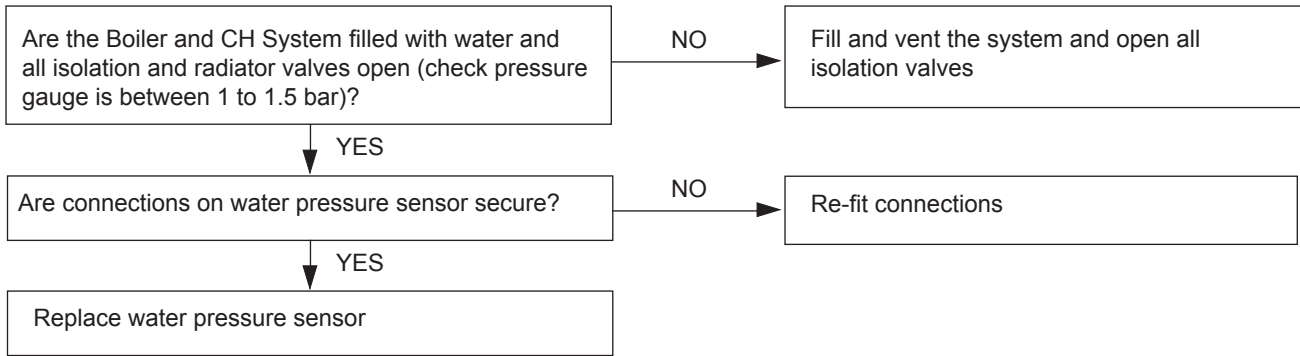 Are the Boiler and CH System filled with water and
all isolation and radiator valves open (check pressure
gauge is between 1 to 1.5 bar)?
NO
Fill and vent the system and open all
isolation valves
YES
Are connections on water pressure sensor secure?
NO
Re-fit connections
YES
Replace water pressure sensor